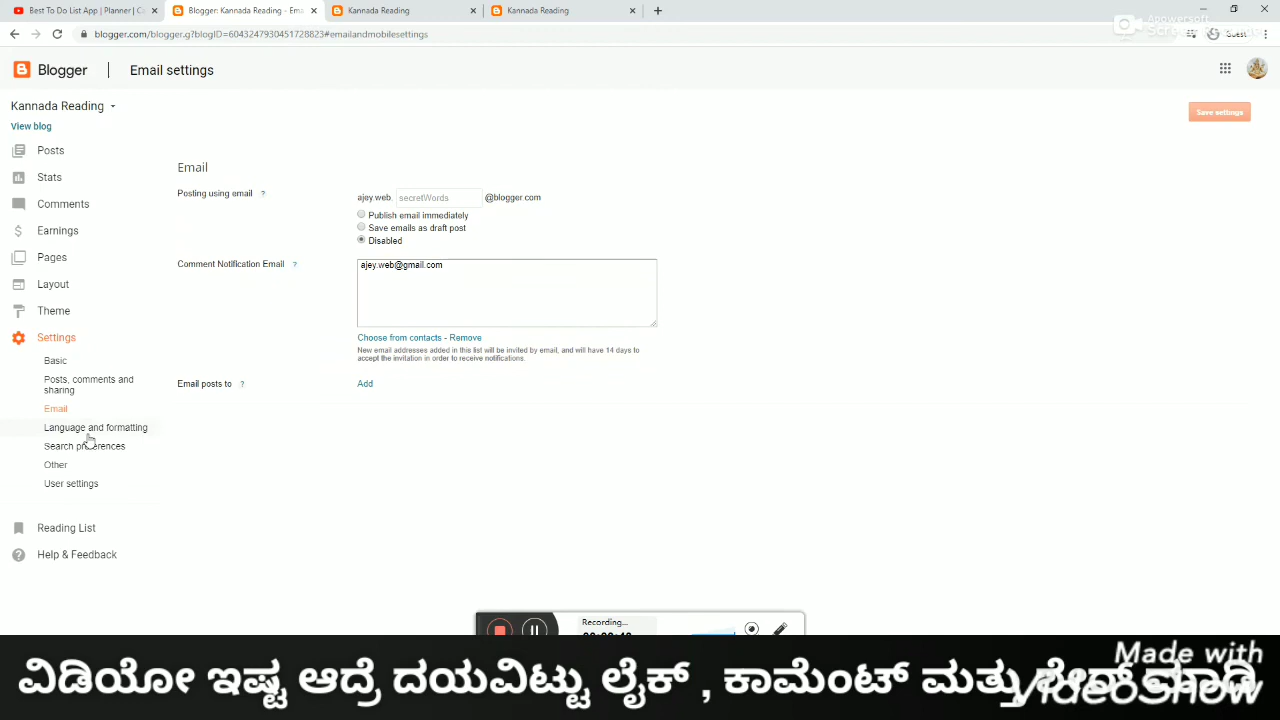 Best To Do List App | Planner | Ca
Blogger: Kannada Reading - Ema
Kannada Reading
Kannada Reading
blogger.com/blogger.g?blogID=6043247930451728823#emailandmobilesettings
Apowersoft
Blogger
Email settings
Kannada Reading
View blog
Save settings
Posts
Stats
Comments
Earnings
Pages
Layout
Theme
Settings
Basic
Posts, comments and
sharing
Email
Language and formatting
Search preferences
Other
User settings
Reading List
Help & Feedback
Email
Posting using email ?
ajey.web. secretWords @blogger.com
Publish email immediately
Save emails as draft post
Disabled
Comment Notification Email ?
ajey.web@gmail.com
Choose from contacts - Remove
New email addresses added in this list will be invited by email, and will have 14 days to
accept the invitation in order to receive notifications.
Email posts to ?
Add
Recording...
Made with
VideoShow
ವಿಡಿಯೋ ಇಷ್ಟ ಆದ್ರೆ ದಯವಿಟ್ಟು ಲೈಕ್ , ಕಾಮೆಂಟ್ ಮತ್ತು ಶೇರ್ ಮಾಡಿ